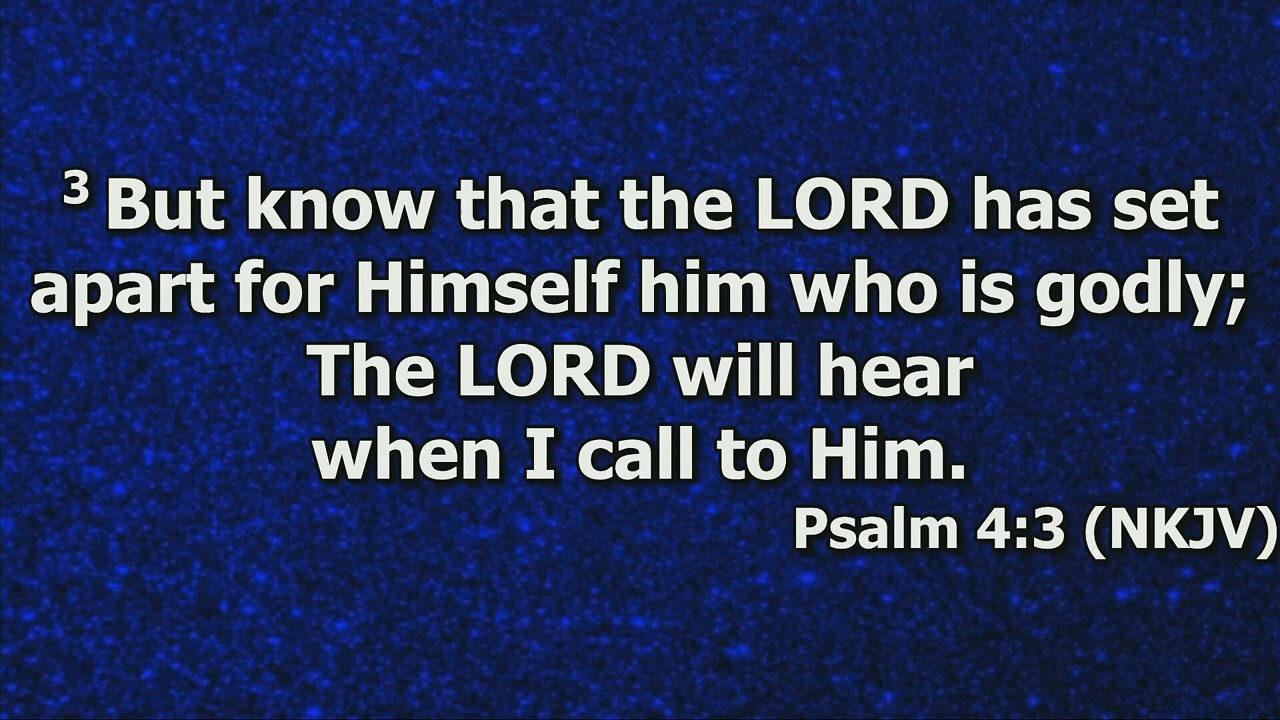 ³ But know that the LORD has set
apart for Himself him who is godly;
The LORD will hear
when I call to Him.
Psalm 4:3 (NKJV)